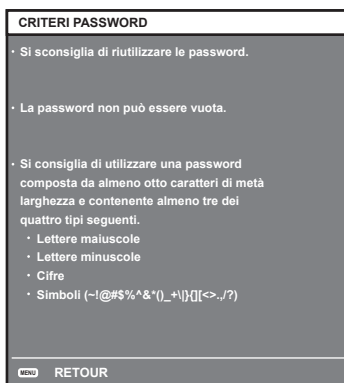 CRITERI PASSWORD
・ Si sconsiglia di riutilizzare le password.
・ La password non può essere vuota.
・ Si consiglia di utilizzare una password
composta da almeno otto caratteri di metà
larghezza e contenente almeno tre dei
quattro tipi seguenti.
・ Lettere maiuscole
・ Lettere minuscole
・ Cifre
・ Simboli (~!@#$%^&*()_+\|}{][<>.,/?)
MENU RETOUR